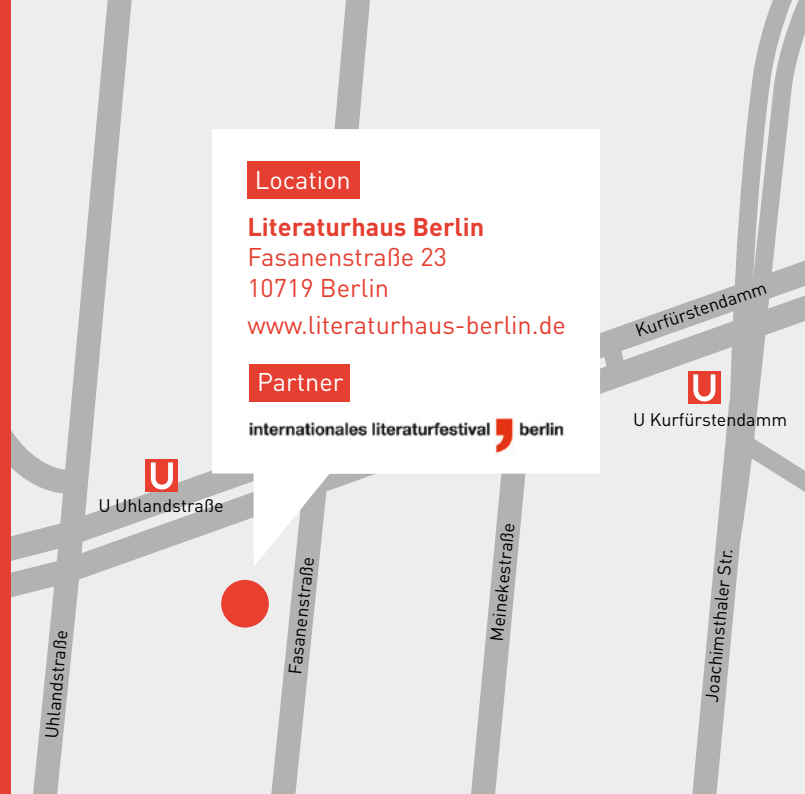 Location
Literaturhaus Berlin
Fasanenstraße 23
10719 Berlin
www.literaturhaus-berlin.de
Partner
internationales literaturfestival berlin
Kurfürstendamm
U
U Kurfürstendamm
U
U Uhlandstraße
Uhlandstraße
Fasanenstraße
Meinekestraße
Joachimsthaler Str.